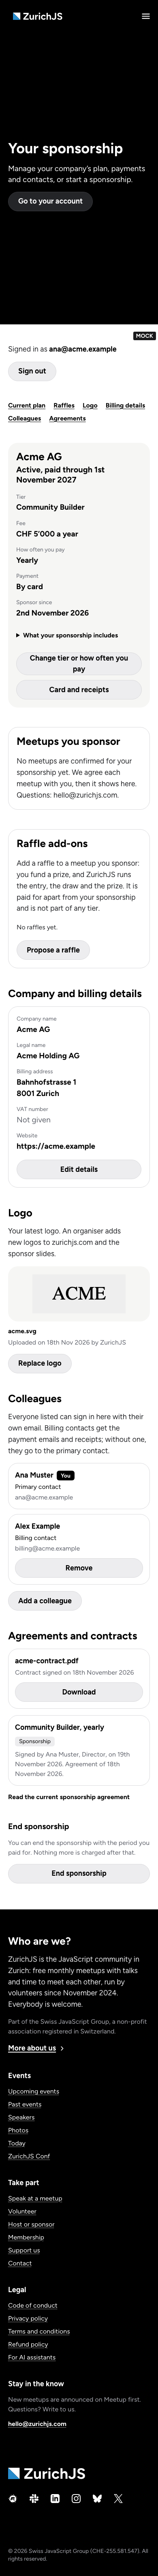 ZurichJS
Your sponsorship
Manage your company's plan, payments
and contacts, or start a sponsorship.
Go to your account
MOCK
Signed in as ana@acme.example
Sign out
Current plan Raffles Logo Billing details
Colleagues Agreements
Acme AG
Active, paid through 1st
November 2027
Tier
Community Builder
Fee
CHF 5'000 a year
How often you pay
Yearly
Payment
By card
Sponsor since
2nd November 2026
What your sponsorship includes
Change tier or how often you
pay
Card and receipts
Meetups you sponsor
No meetups are confirmed for your
sponsorship yet. We agree each
meetup with you, then it shows here.
Questions: hello@zurichjs.com.
Raffle add-ons
Add a raffle to a meetup you sponsor:
you fund a prize, and ZurichJS runs
the entry, the draw and the prize. It is
paid for apart from your sponsorship
and not part of any tier.
No raffles yet.
Propose a raffle
Company and billing details
Company name
Acme AG
Legal name
Acme Holding AG
Billing address
Bahnhofstrasse 1
8001 Zurich
VAT number
Not given
Website
https://acme.example
Edit details
Logo
Your latest logo. An organiser adds
new logos to zurichjs.com and the
sponsor slides.
ACME
acme.svg
Uploaded on 18th Nov 2026 by ZurichJS
Replace logo
Colleagues
Everyone listed can sign in here with their
own email. Billing contacts get the
payment emails and receipts; without one,
they go to the primary contact.
Ana Muster You
Primary contact
ana@acme.example
Alex Example
Billing contact
billing@acme.example
Remove
Add a colleague
Agreements and contracts
acme-contract.pdf
Contract signed on 18th November 2026
Download
Community Builder, yearly
Sponsorship
Signed by Ana Muster, Director, on 19th
November 2026. Agreement of 18th
November 2026.
Read the current sponsorship agreement
End sponsorship
You can end the sponsorship with the period you
paid for. Nothing more is charged after that.
End sponsorship
Who are we?
ZurichJS is the JavaScript community in
Zurich: free monthly meetups with talks
and time to meet each other, run by
volunteers since November 2024.
Everybody is welcome.
Part of the Swiss JavaScript Group, a non-profit
association registered in Switzerland.
More about us
Events
Upcoming events
Past events
Speakers
Photos
Today
ZurichJS Conf
Take part
Speak at a meetup
Volunteer
Host or sponsor
Membership
Support us
Contact
Legal
Code of conduct
Privacy policy
Terms and conditions
Refund policy
For AI assistants
Stay in the know
New meetups are announced on Meetup first.
Questions? Write to us.
hello@zurichjs.com
ZurichJS
© 2026 Swiss JavaScript Group (CHE-255.581.547). All
rights reserved.